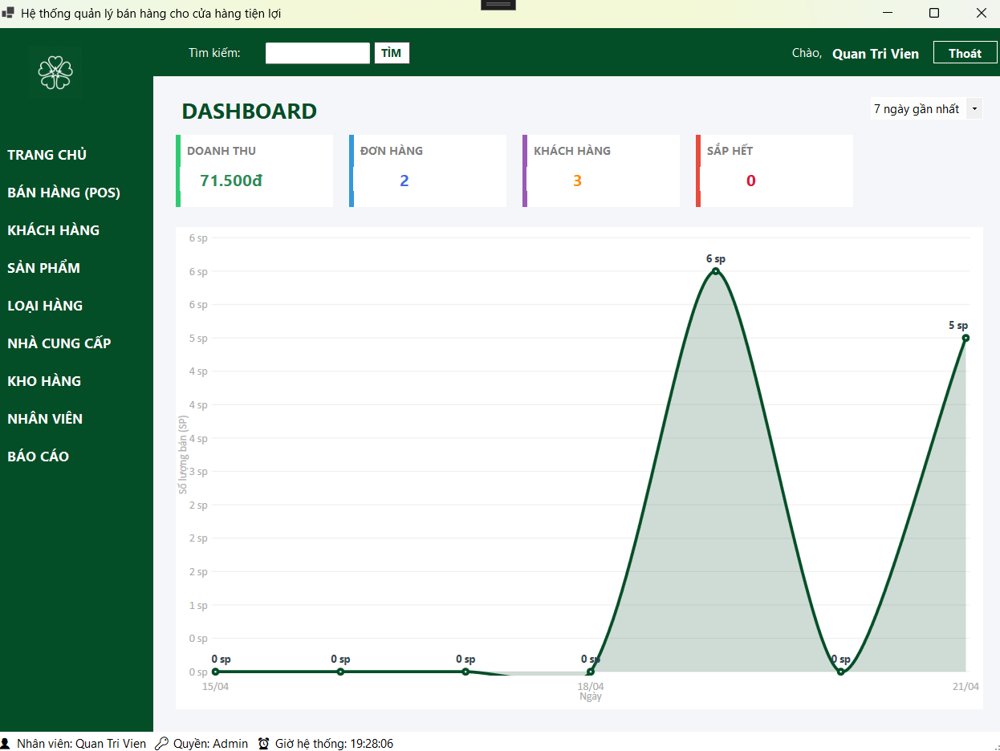 Hệ thống quản lý bán hàng cho cửa hàng tiện lợi
Tìm kiếm: TÌM Chào, Quan Tri Vien Thoát
TRANG CHỦ
BÁN HÀNG (POS)
KHÁCH HÀNG
SẢN PHẨM
LOẠI HÀNG
NHÀ CUNG CẤP
KHO HÀNG
NHÂN VIÊN
BÁO CÁO
DASHBOARD
7 ngày gần nhất
DOANH THU
71.500đ
ĐƠN HÀNG
2
KHÁCH HÀNG
3
SẮP HẾT
0
Số lượng bán (SP)
6 sp
6 sp
6 sp
5 sp
4 sp
4 sp
4 sp
3 sp
2 sp
2 sp
2 sp
1 sp
0 sp
0 sp
0 sp
0 sp
0 sp
0 sp
6 sp
0 sp
5 sp
15/04 18/04 21/04
Ngày
Nhân viên: Quan Tri Vien Quyền: Admin Giờ hệ thống: 19:28:06